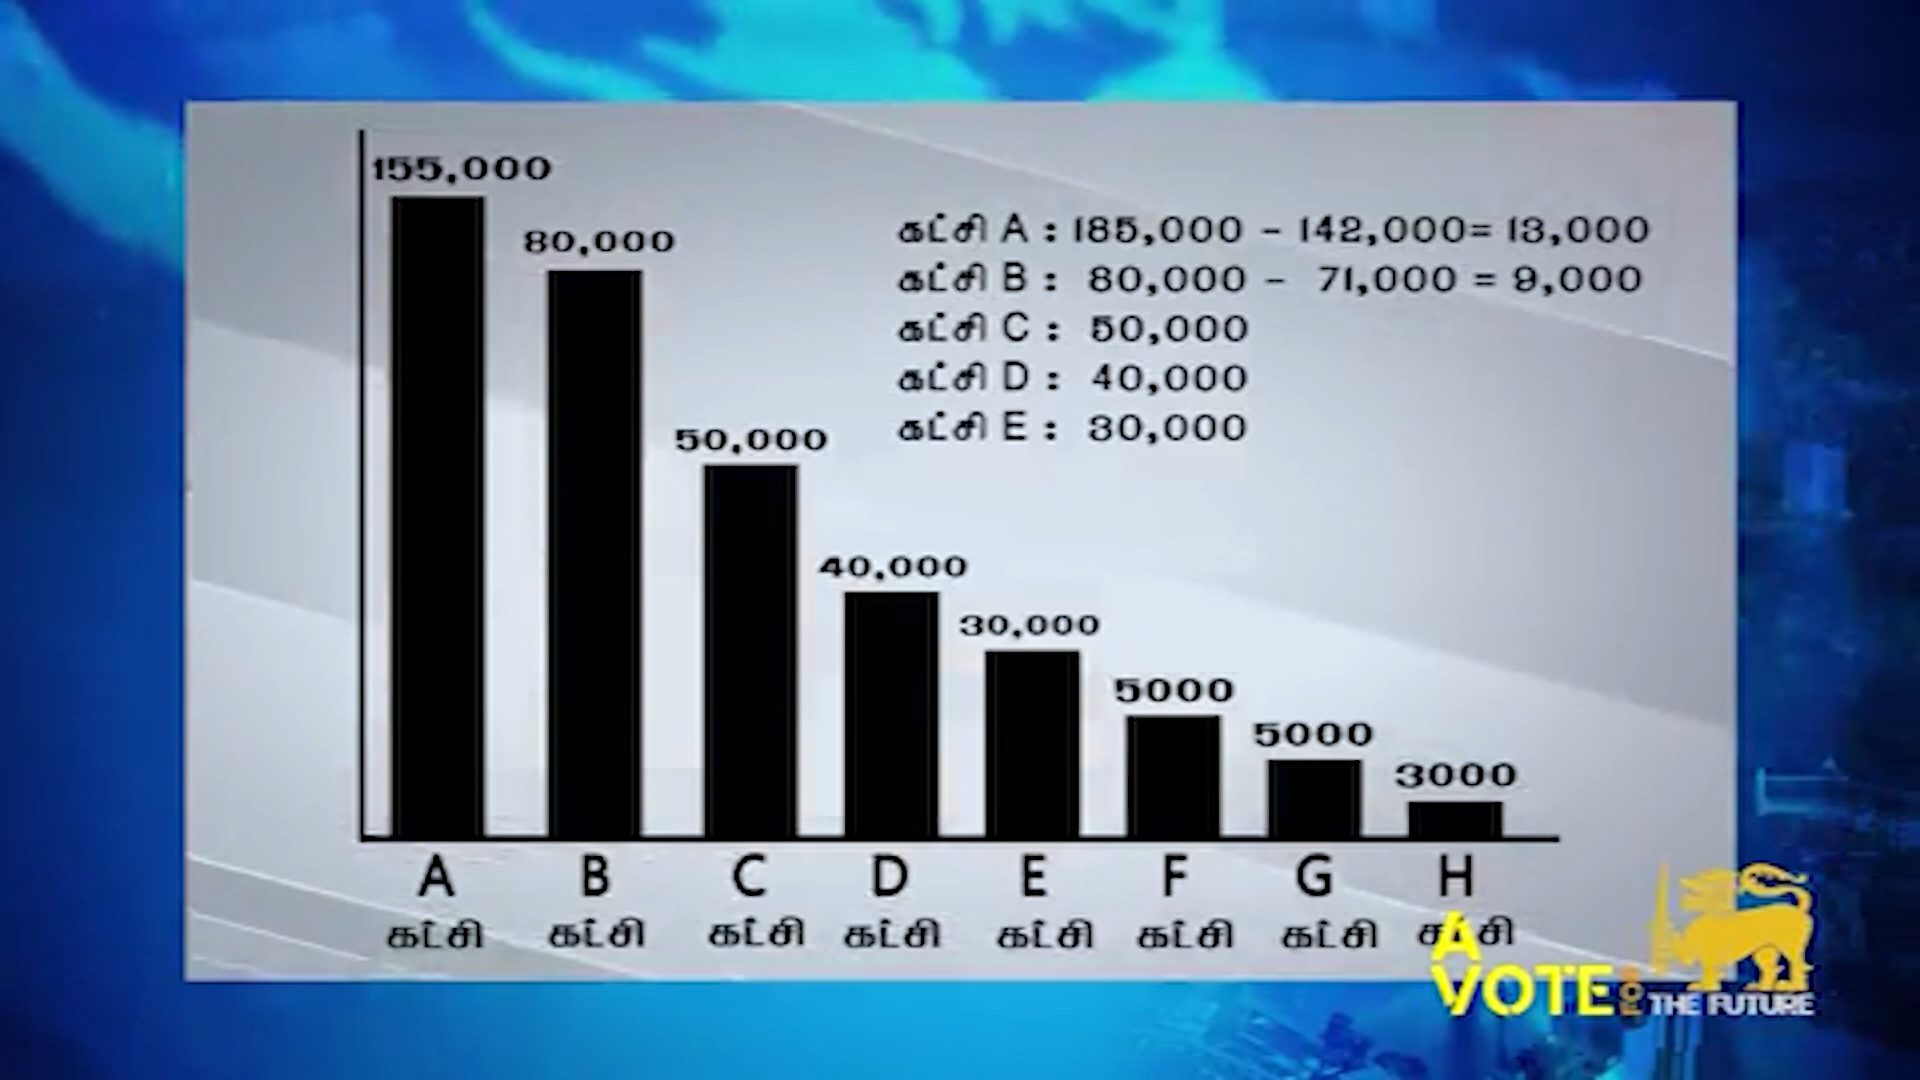 155,000
80,000
50,000
40,000
30,000
5000
5000
3000
கட்சி A : 185,000 - 142,000= 13,000
கட்சி B : 80,000 - 71,000 = 9,000
கட்சி C : 50,000
கட்சி D : 40,000
கட்சி E : 30,000
A B C D E F G H
கட்சி கட்சி கட்சி கட்சி கட்சி கட்சி கட்சி கட்சி
A
VOTE FOR THE FUTURE